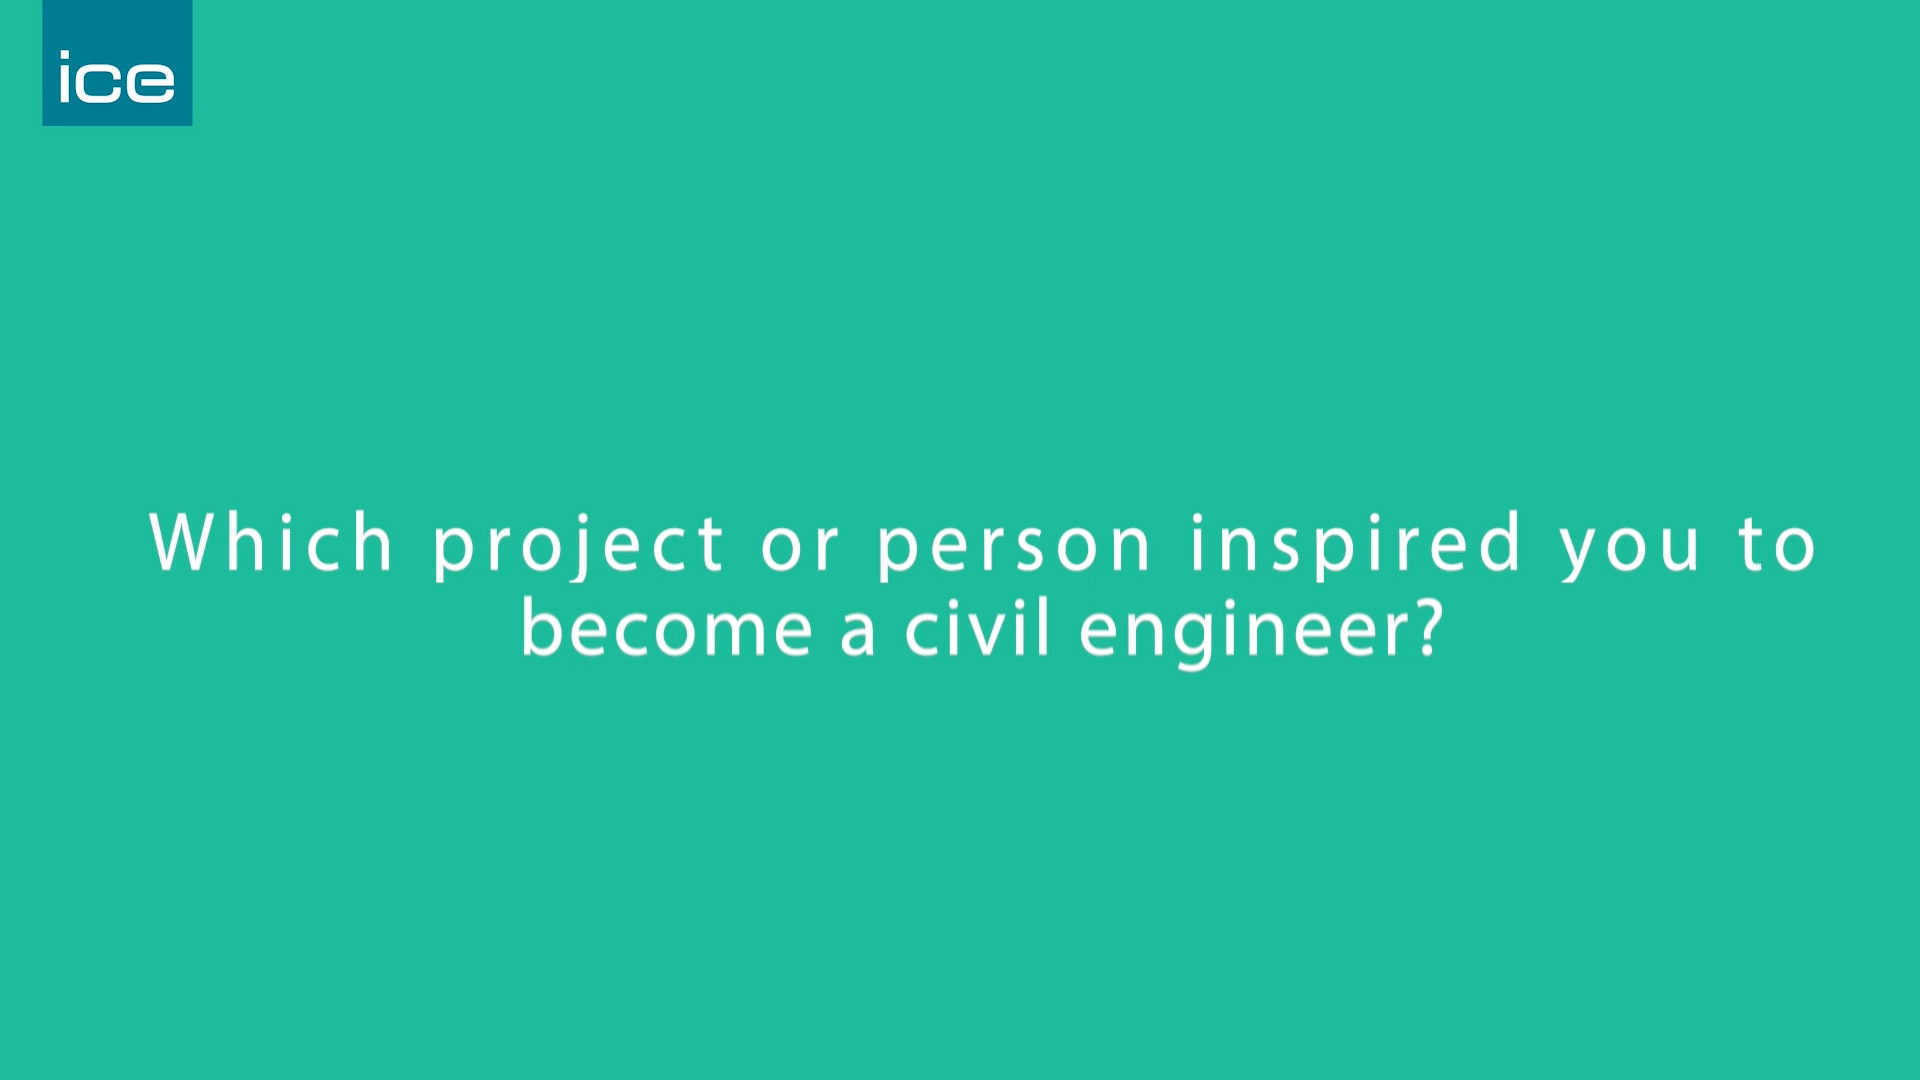 ice
Which project or person inspired you to
become a civil engineer?